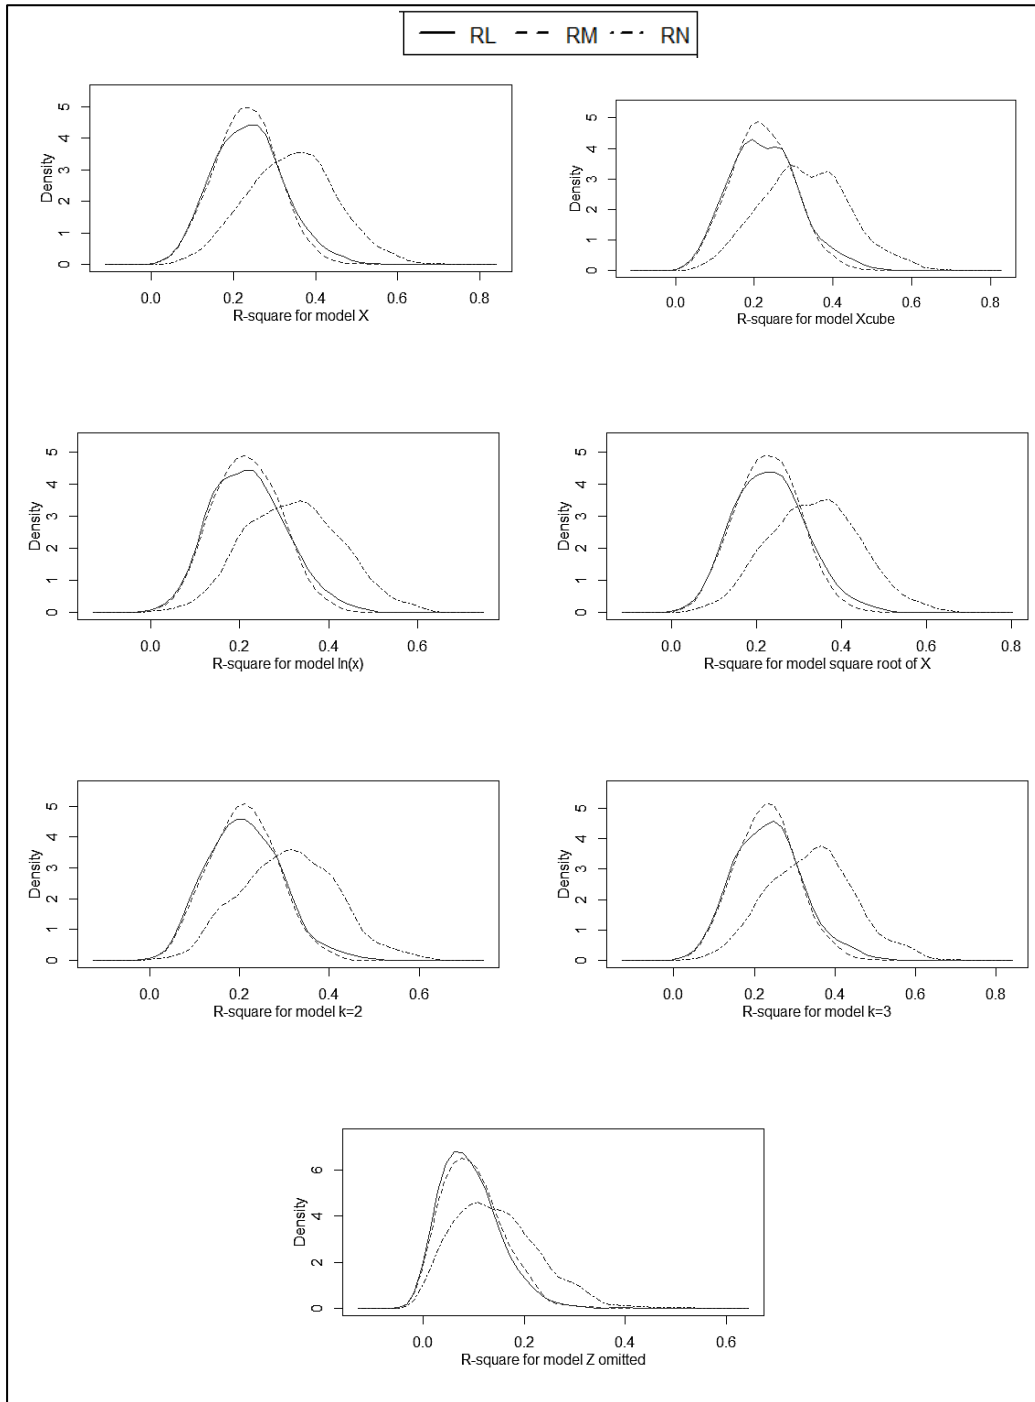 RL RM RN
Density
0 1 2 3 4 5
0.0 0.2 0.4 0.6 0.8
R-square for model X
Density
0 1 2 3 4 5
0.0 0.2 0.4 0.6 0.8
R-square for model Xcube
Density
0 1 2 3 4 5
0.0 0.2 0.4 0.6
R-square for model ln(x)
Density
0 1 2 3 4 5
0.0 0.2 0.4 0.6 0.8
R-square for model square root of X
Density
0 1 2 3 4 5
0.0 0.2 0.4 0.6
R-square for model k=2
Density
0 1 2 3 4 5
0.0 0.2 0.4 0.6 0.8
R-square for model k=3
Density
0 2 4 6
0.0 0.2 0.4 0.6
R-square for model Z omitted